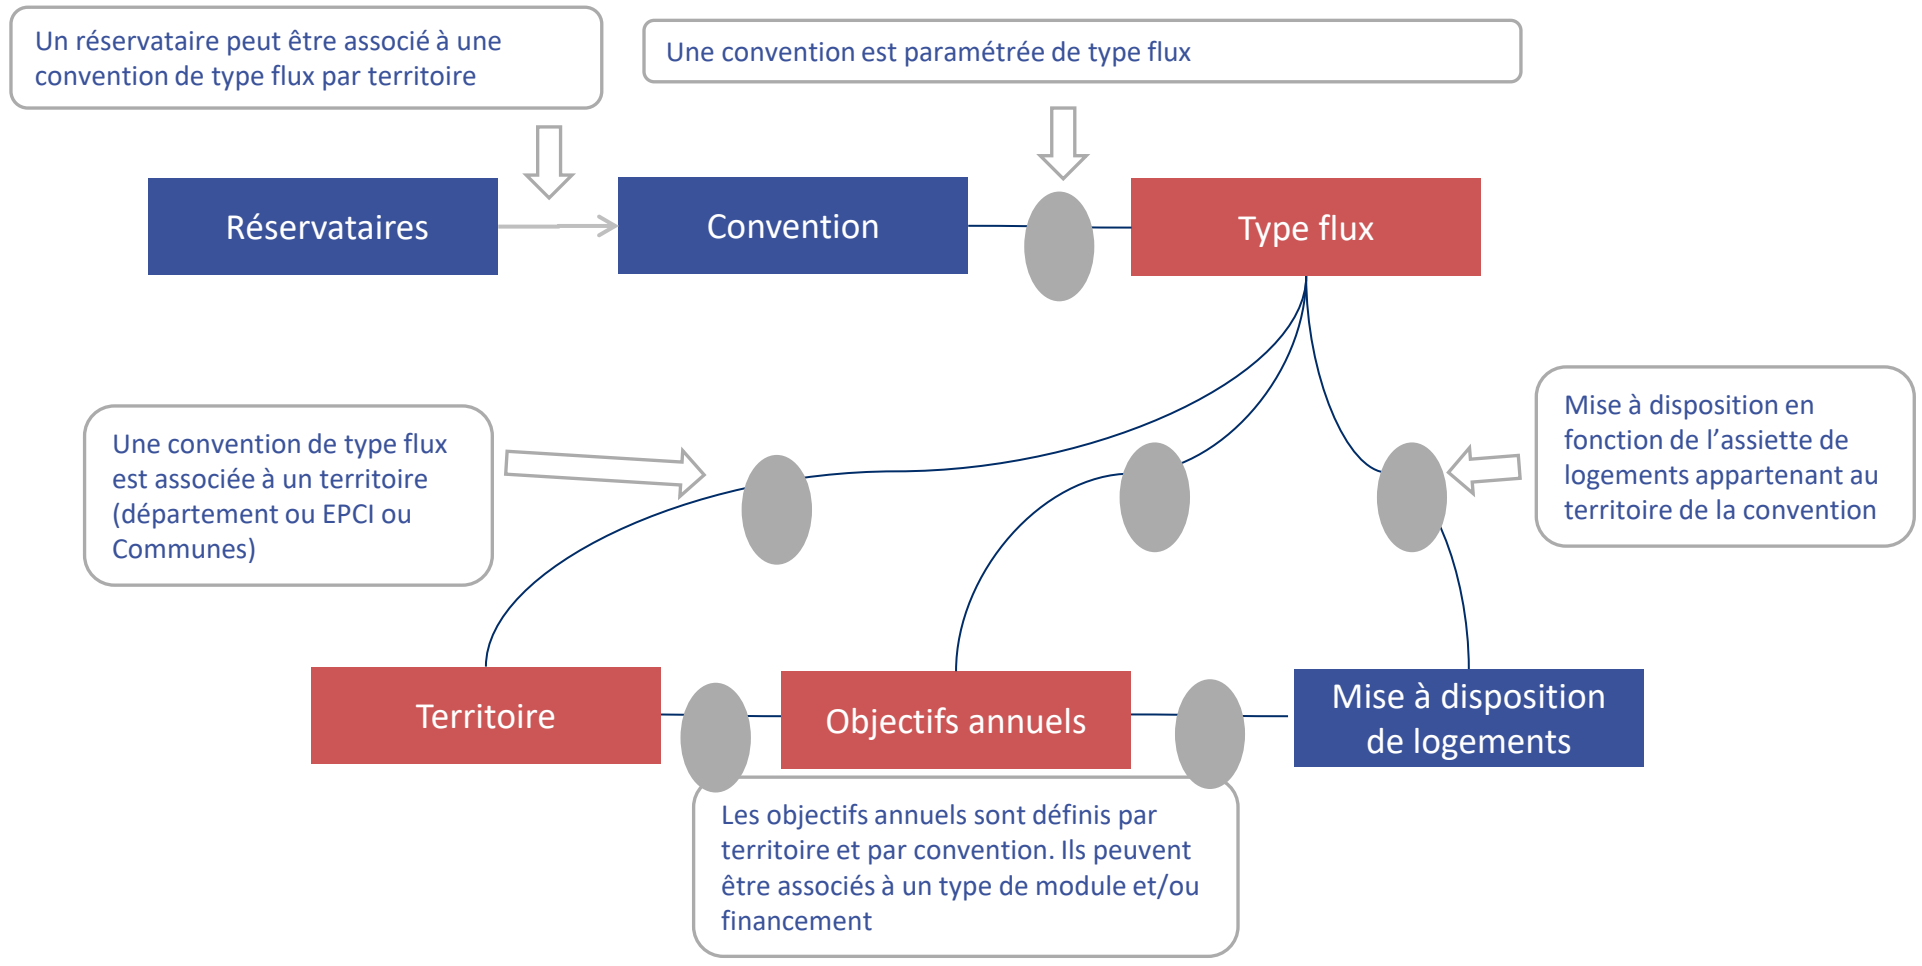 Un réservataire peut être associé à une
convention de type flux par territoire
Une convention est paramétrée de type flux
Réservataires
Convention
Type flux
Une convention de type flux
est associée à un territoire
(département ou EPCI ou
Communes)
Mise à disposition en
fonction de l’assiette de
logements appartenant au
territoire de la convention
Territoire
Objectifs annuels
Mise à disposition
de logements
Les objectifs annuels sont définis par
territoire et par convention. Ils peuvent
être associés à un type de module et/ou
financement